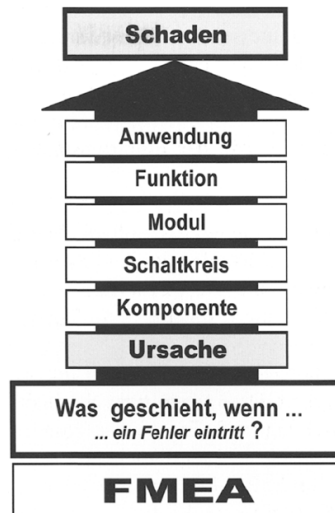 Schaden
Anwendung
Funktion
Modul
Schaltkreis
Komponente
Ursache
Was geschieht, wenn ...
... ein Fehler eintritt ?
FMEA